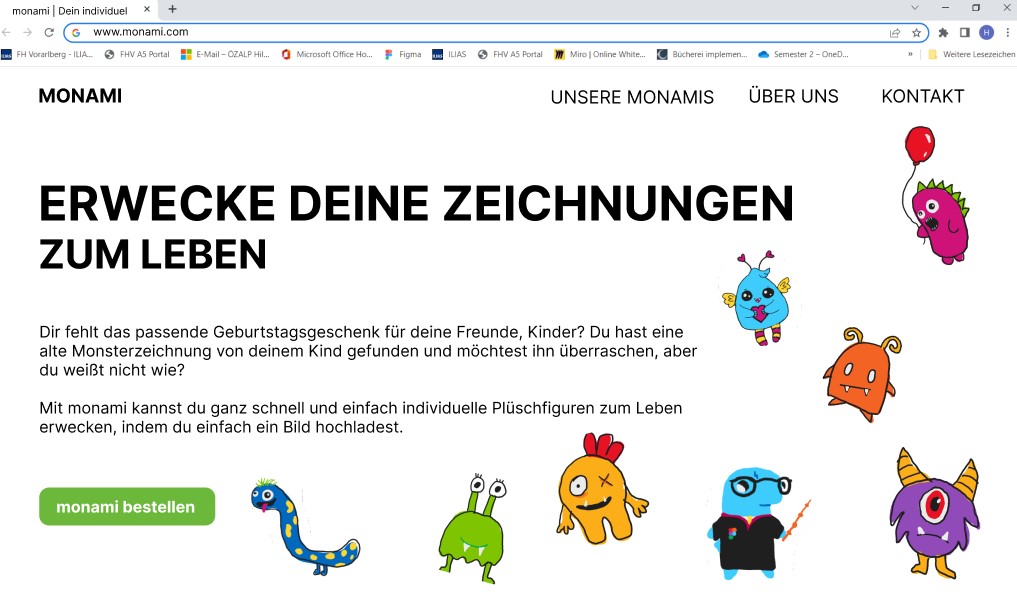 monami | Dein individuel
www.monami.com
H
FH Vorarlberg - ILIA... FHV A5 Portal E-Mail – ÖZALP Hil... Microsoft Office Ho... Figma ILIAS FHV A5 Portal Miro | Online White... Bücherei implemen... Semester 2 – OneD... » Weitere Lesezeichen
MONAMI UNSERE MONAMIS ÜBER UNS KONTAKT
ERWECKE DEINE ZEICHNUNGEN
ZUM LEBEN
Dir fehlt das passende Geburtstagsgeschenk für deine Freunde, Kinder? Du hast eine
alte Monsterzeichnung von deinem Kind gefunden und möchtest ihn überraschen, aber
du weißt nicht wie?
Mit monami kannst du ganz schnell und einfach individuelle Plüschfiguren zum Leben
erwecken, indem du einfach ein Bild hochladest.
monami bestellen